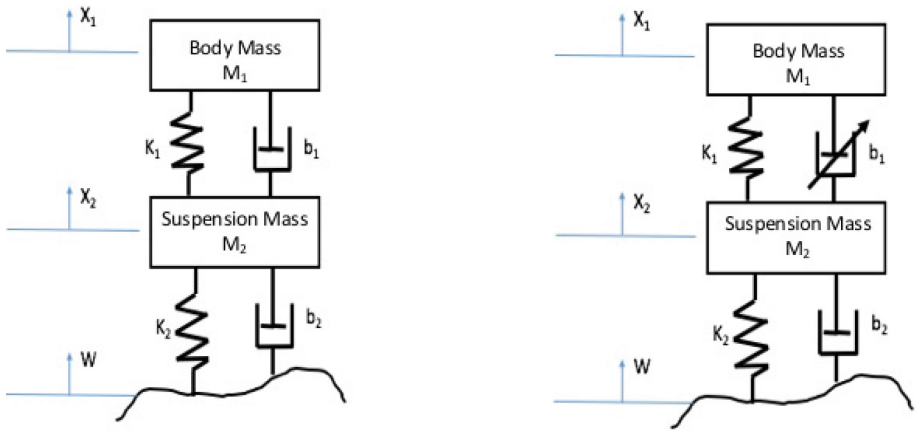 X₁
Body Mass
M₁
K₁
b₁
X₂
Suspension Mass
M₂
K₂
b₂
W
X₁
Body Mass
M₁
K₁
b₁
X₂
Suspension Mass
M₂
K₂
b₂
W